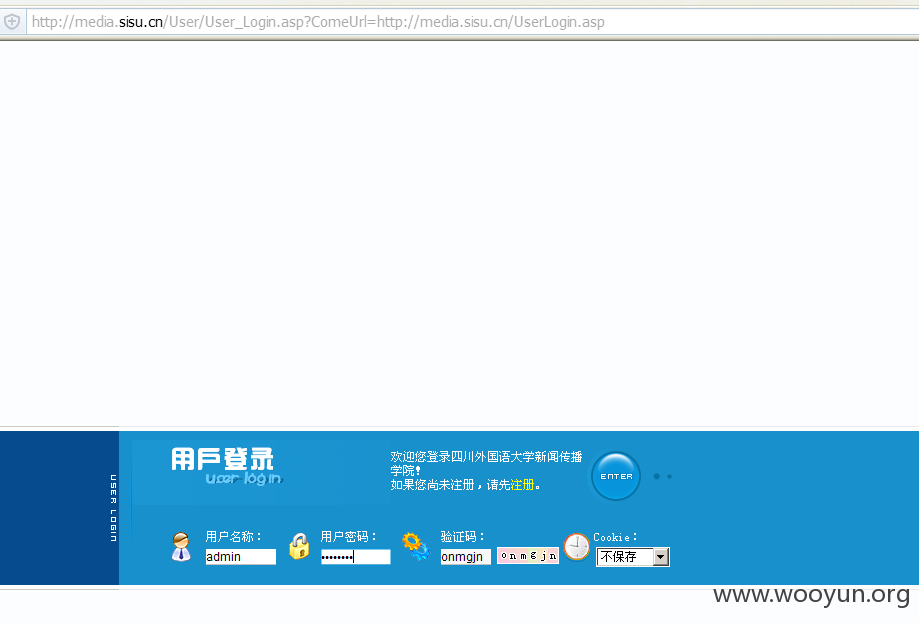 http://media.sisu.cn/User/User_Login.asp?ComeUrl=http://media.sisu.cn/UserLogin.asp
USER LOGIN
用戶登录
user login
欢迎您登录四川外国语大学新闻传播
学院!
如果您尚未注册，请先注册。
ENTER
用户名称：
用户密码：
验证码：
Cookie：
admin
••••••••
onmgjn
onmgjn
不保存
www.wooyun.org